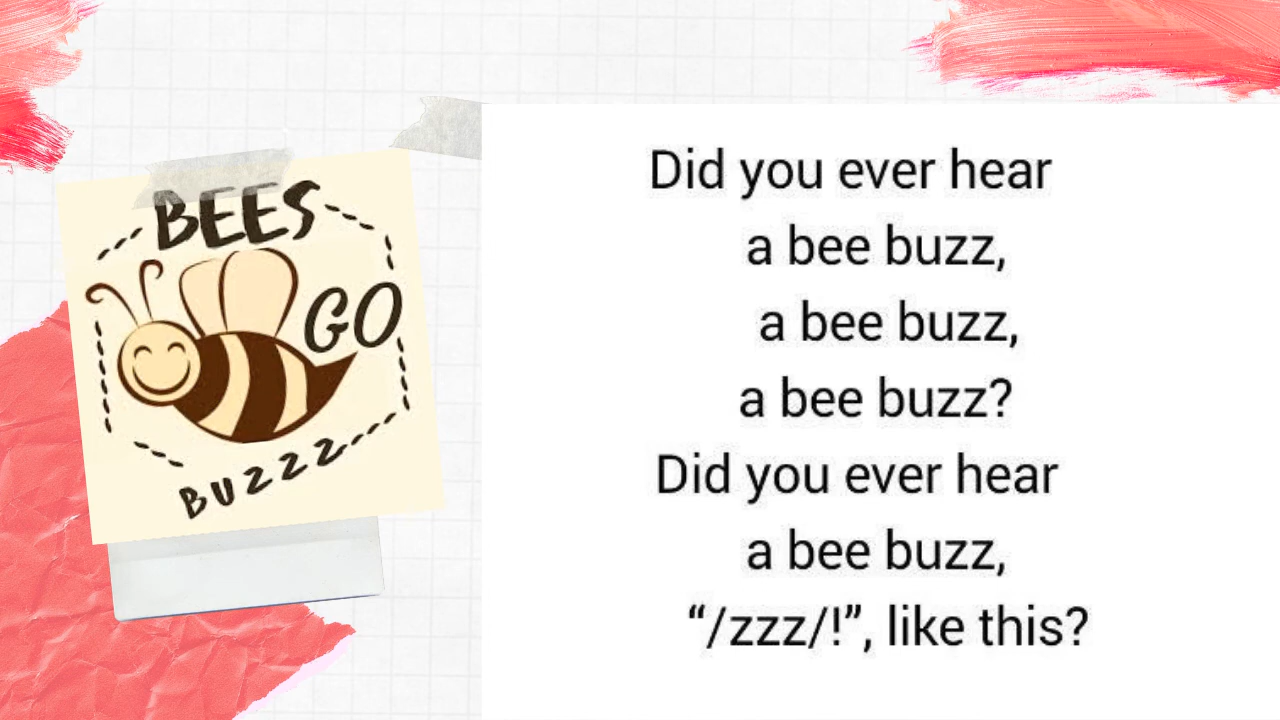 BEES
GO
BUZZZ
Did you ever hear
a bee buzz,
a bee buzz,
a bee buzz?
Did you ever hear
a bee buzz,
“/zzz/!”, like this?